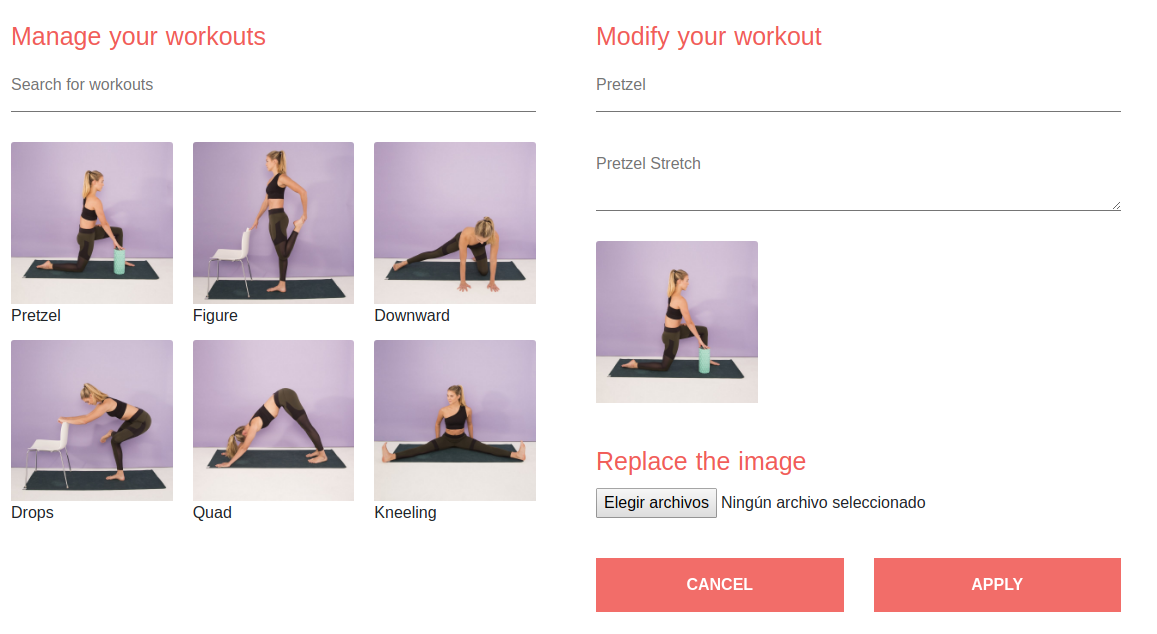 Manage your workouts
Search for workouts
Pretzel
Figure
Downward
Drops
Quad
Kneeling
Modify your workout
Pretzel
Pretzel Stretch
Replace the image
Elegir archivos Ningún archivo seleccionado
CANCEL
APPLY